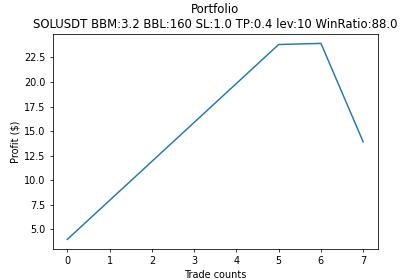 Portfolio
SOLUSDT BBM:3.2 BBL:160 SL:1.0 TP:0.4 lev:10 WinRatio:88.0
22.5
20.0
17.5
15.0
12.5
10.0
7.5
5.0
Profit ($)
0 1 2 3 4 5 6 7
Trade counts